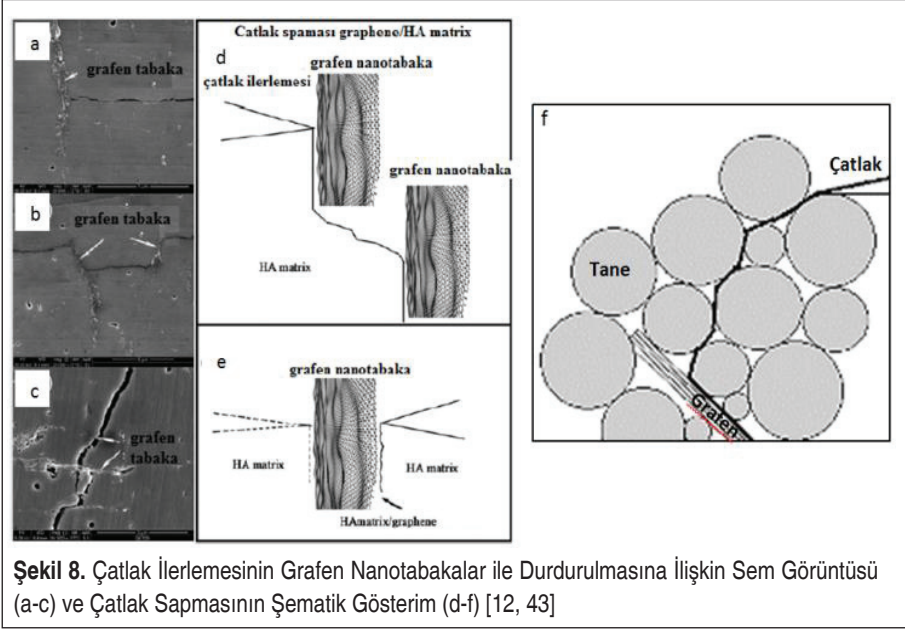 a
grafen tabaka
b
grafen tabaka
c
grafen
tabaka
Catlak spaması graphene/HA matrix
d
grafen nanotabaka
çatlak ilerlemesi
grafen nanotabaka
HA matrix
e
grafen nanotabaka
HA matrix
HA matrix
HAmatrix/graphene
f
Çatlak
Tane
Grafen
Şekil 8. Çatlak İlerlemesinin Grafen Nanotabakalar ile Durdurulmasına İlişkin Sem Görüntüsü
(a-c) ve Çatlak Sapmasının Şematik Gösterim (d-f) [12, 43]